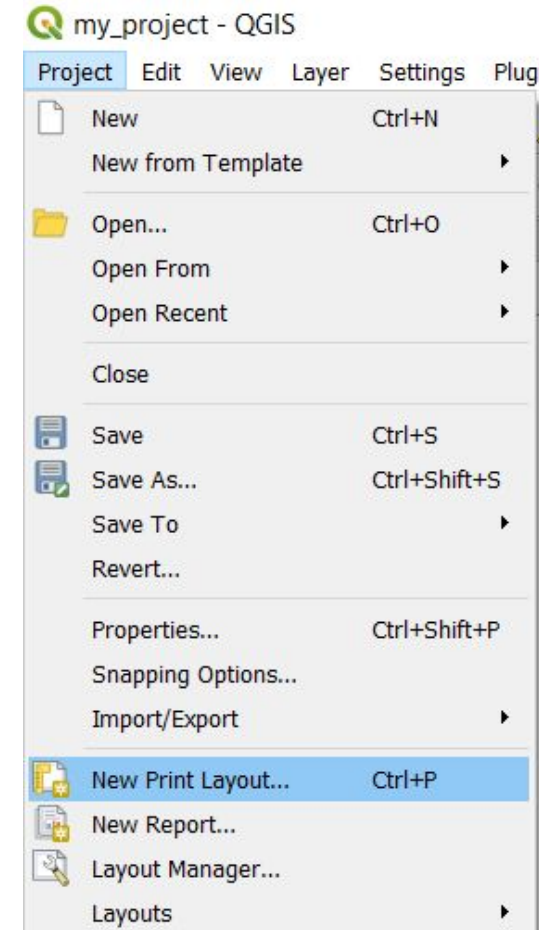 my_project - QGIS
Project Edit View Layer Settings Plug
New Ctrl+N
New from Template
Open... Ctrl+O
Open From
Open Recent
Close
Save Ctrl+S
Save As... Ctrl+Shift+S
Save To
Revert...
Properties... Ctrl+Shift+P
Snapping Options...
Import/Export
New Print Layout... Ctrl+P
New Report...
Layout Manager...
Layouts